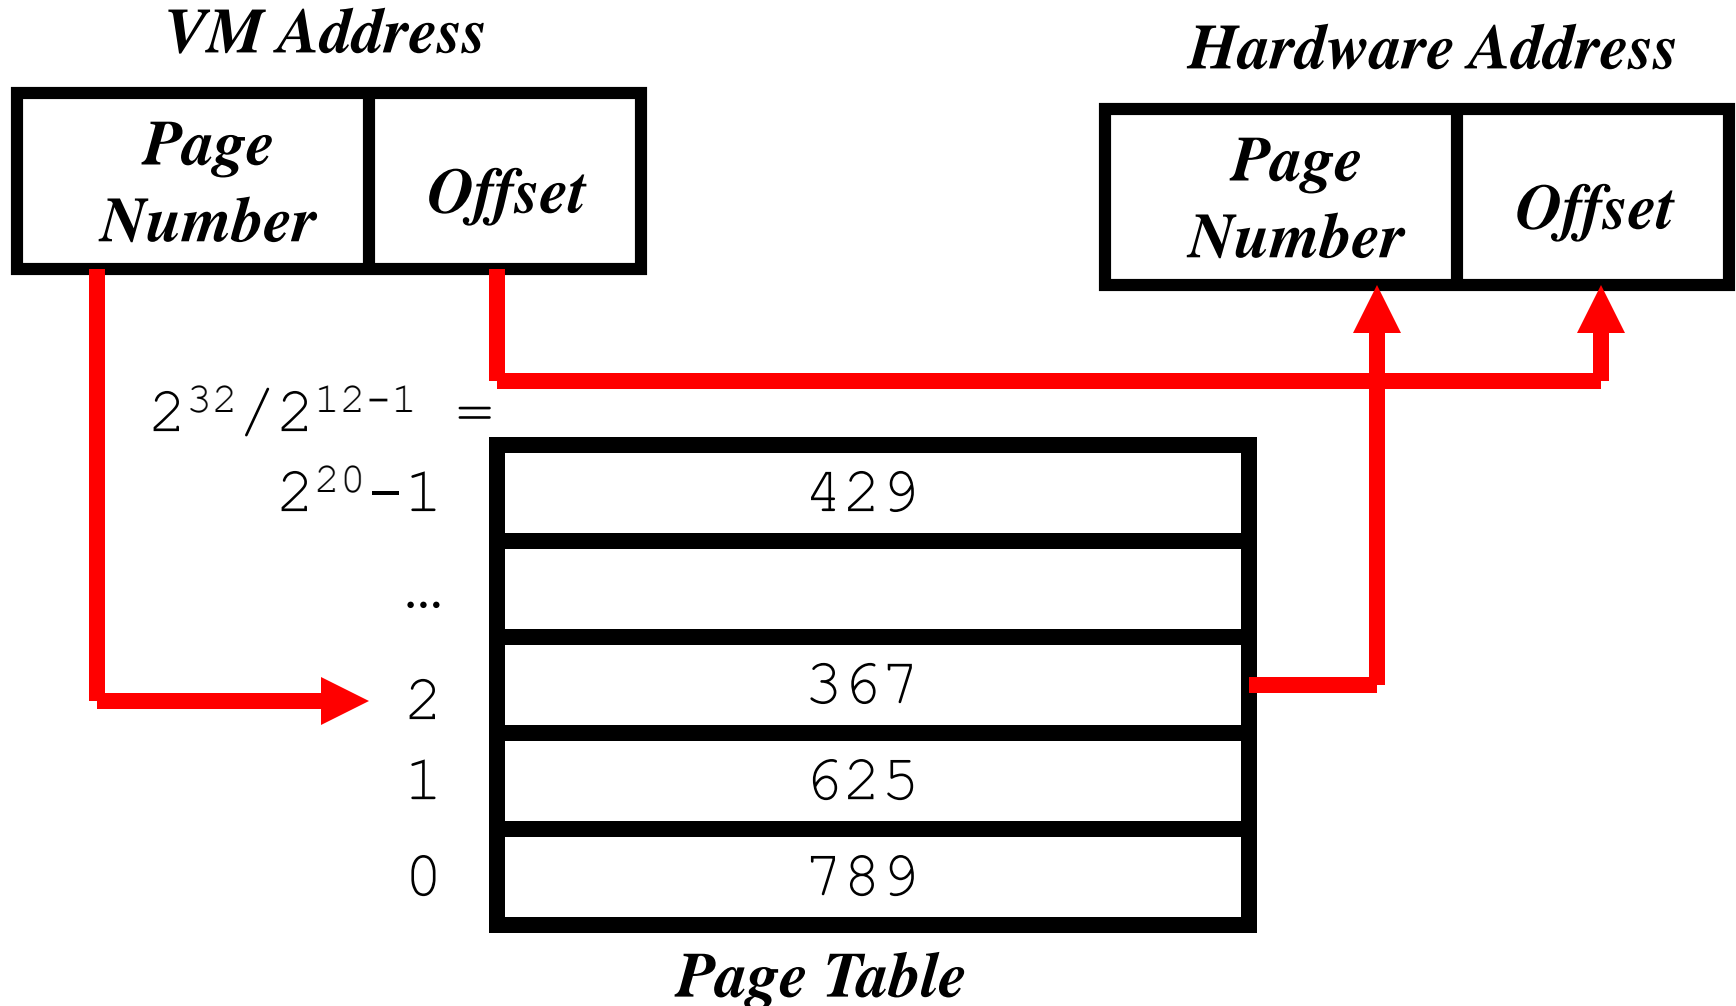 VM Address
Hardware Address
Page
Number
Offset
Page
Number
Offset
2³²/2¹²⁻¹ =
2²⁰-1
429
…
2
367
1
625
0
789
Page Table